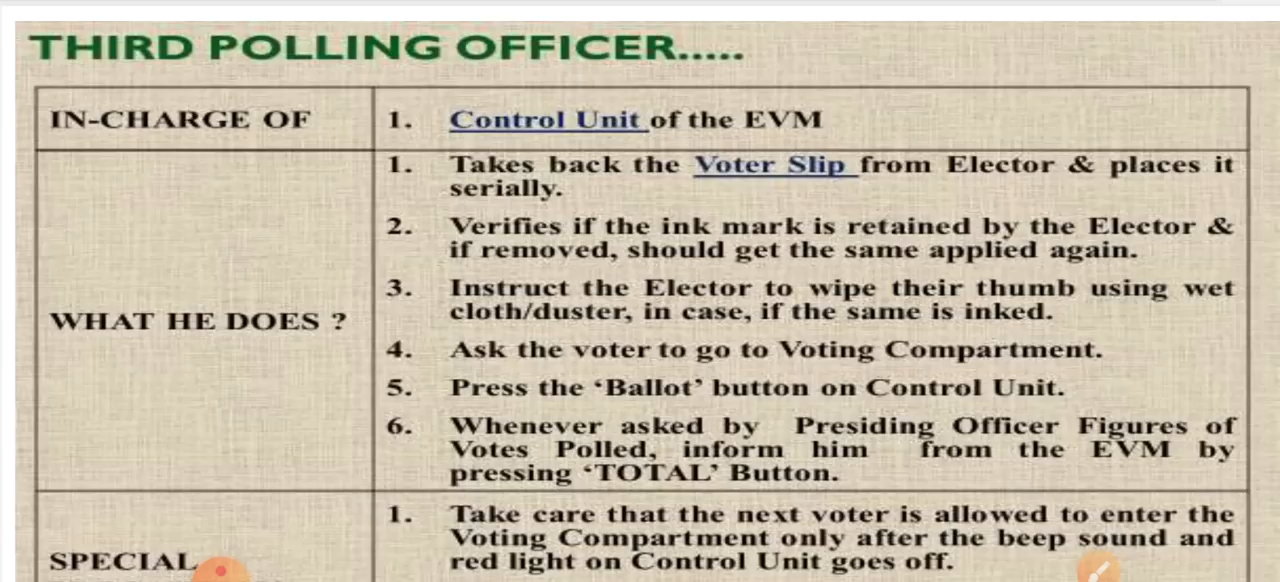 THIRD POLLING OFFICER.....
IN-CHARGE OF
1. Control Unit of the EVM
WHAT HE DOES ?
1. Takes back the Voter Slip from Elector & places it
serially.
2. Verifies if the ink mark is retained by the Elector &
if removed, should get the same applied again.
3. Instruct the Elector to wipe their thumb using wet
cloth/duster, in case, if the same is inked.
4. Ask the voter to go to Voting Compartment.
5. Press the ‘Ballot’ button on Control Unit.
6. Whenever asked by Presiding Officer Figures of
Votes Polled, inform him from the EVM by
pressing ‘TOTAL’ Button.
SPECIAL
1. Take care that the next voter is allowed to enter the
Voting Compartment only after the beep sound and
red light on Control Unit goes off.